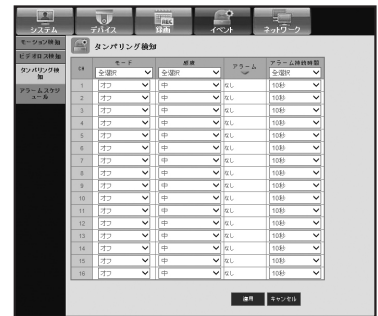 システム デバイス 録画 イベント ネットワーク
モーション検知
ビデオロス検知
タンパリング検知
アラームスケジュール
タンパリング検知
CH モード 感度 アラーム アラーム持続時間
全選択 全選択 全選択
1 オフ 中 なし 10秒
2 オフ 中 なし 10秒
3 オフ 中 なし 10秒
4 オフ 中 なし 10秒
5 オフ 中 なし 10秒
6 オフ 中 なし 10秒
7 オフ 中 なし 10秒
8 オフ 中 なし 10秒
9 オフ 中 なし 10秒
10 オフ 中 なし 10秒
11 オフ 中 なし 10秒
12 オフ 中 なし 10秒
13 オフ 中 なし 10秒
14 オフ 中 なし 10秒
15 オフ 中 なし 10秒
16 オフ 中 なし 10秒
適用 キャンセル